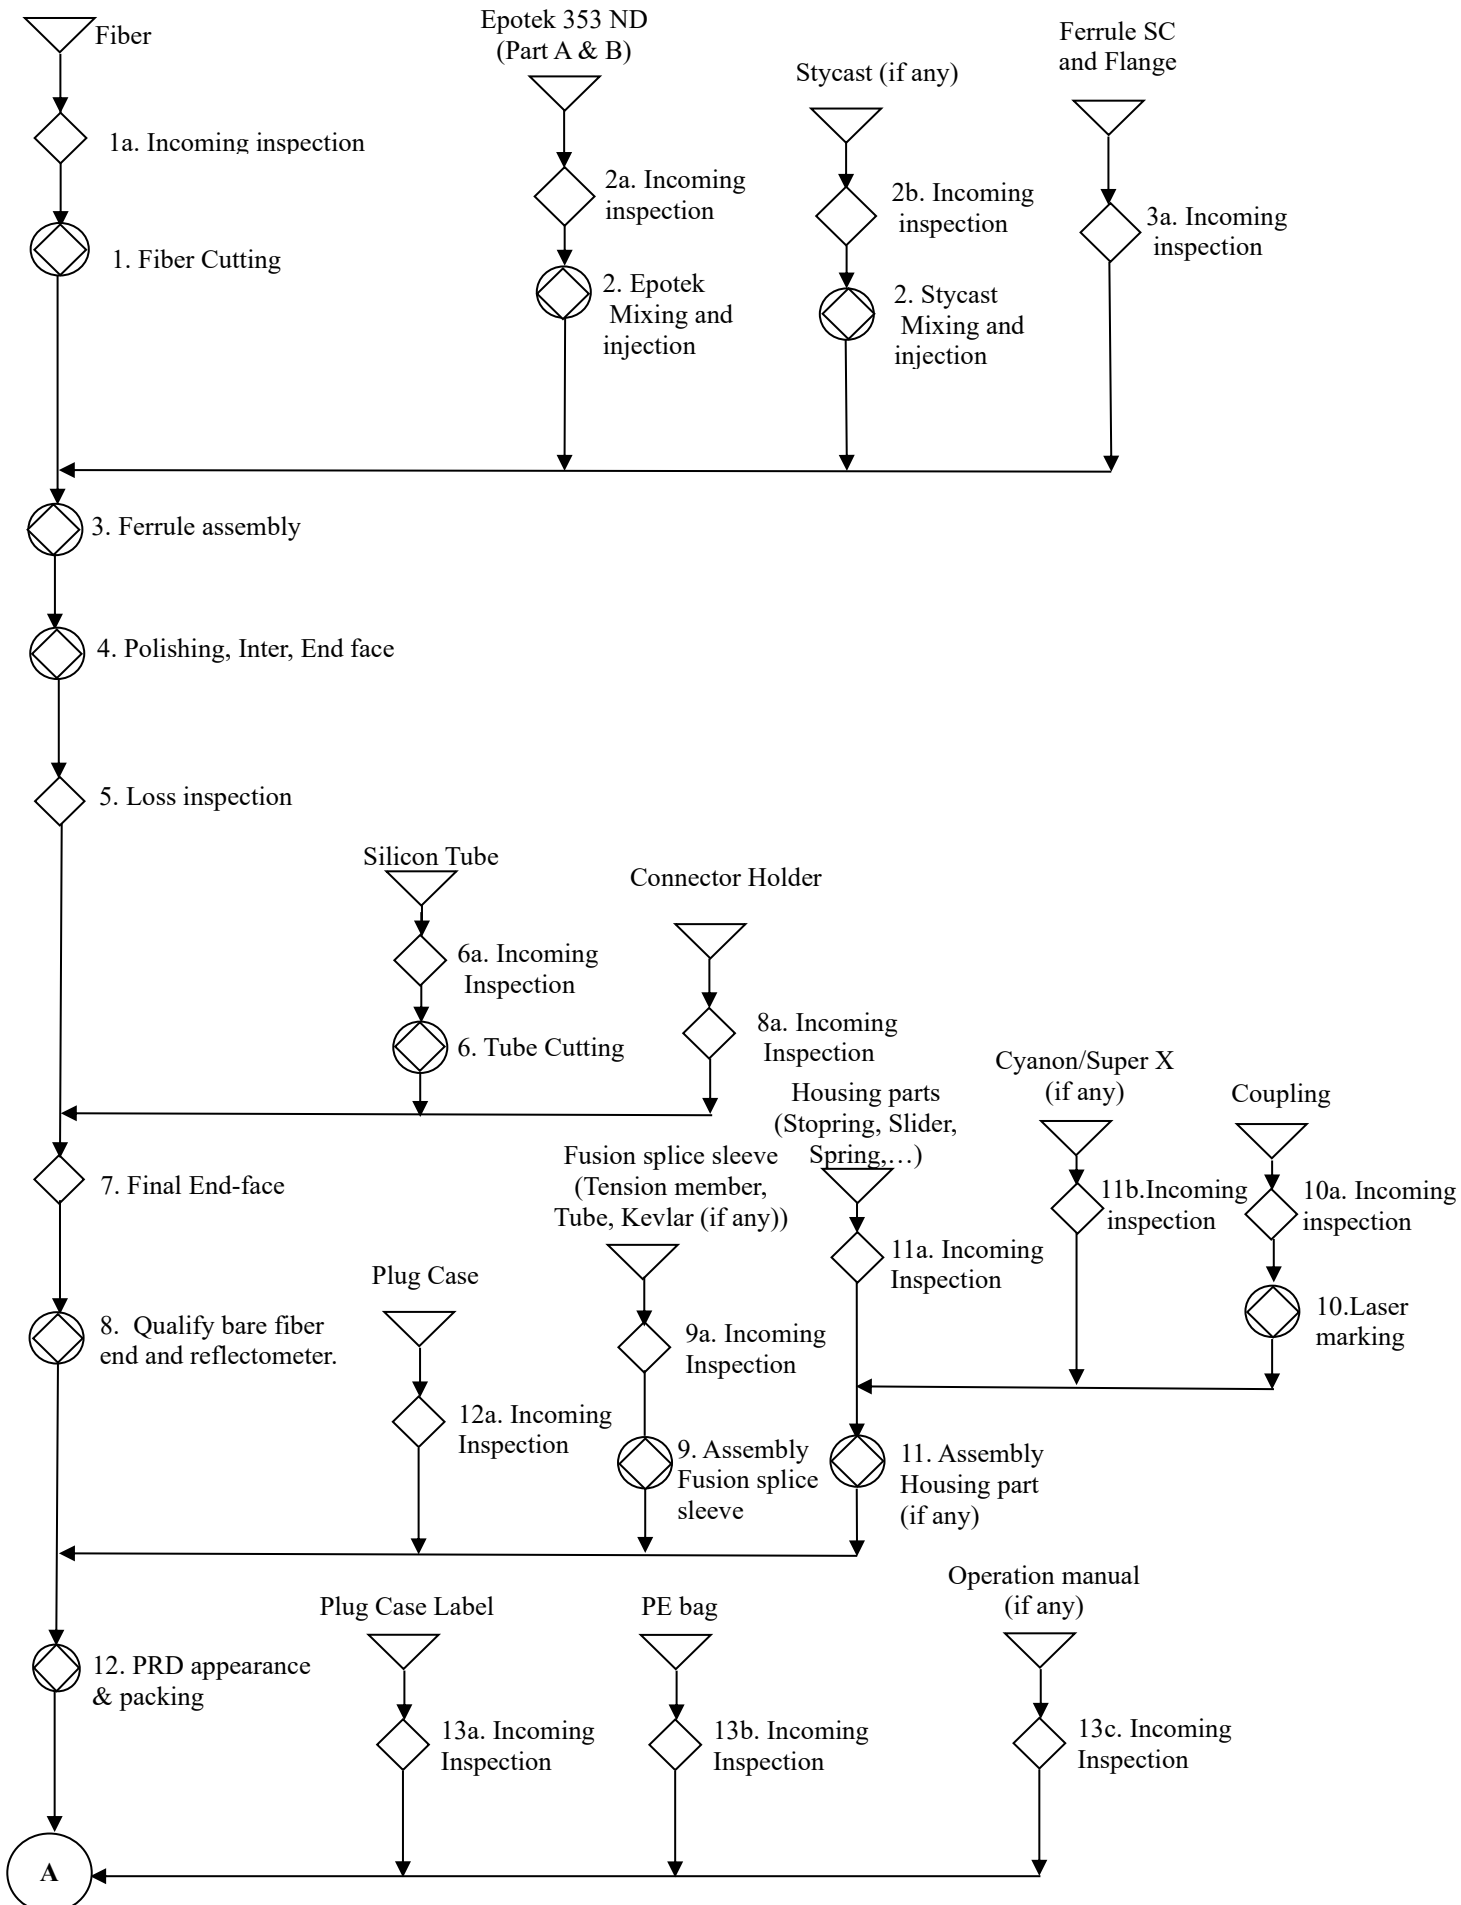 Fiber
Epotek 353 ND
(Part A & B)
Stycast (if any)
Ferrule SC
and Flange
1a. Incoming inspection
2a. Incoming
inspection
2b. Incoming
inspection
3a. Incoming
inspection
1. Fiber Cutting
2. Epotek
Mixing and
injection
2. Stycast
Mixing and
injection
3. Ferrule assembly
4. Polishing, Inter, End face
5. Loss inspection
Silicon Tube
Connector Holder
6a. Incoming
Inspection
8a. Incoming
Inspection
6. Tube Cutting
Housing parts
(Stopring, Slider,
Spring,…)
Cyanon/Super X
(if any)
Coupling
Fusion splice sleeve
(Tension member,
Tube, Kevlar (if any))
7. Final End-face
11b.Incoming
inspection
10a. Incoming
inspection
11a. Incoming
Inspection
Plug Case
8.  Qualify bare fiber
end and reflectometer.
9a. Incoming
Inspection
10.Laser
marking
12a. Incoming
Inspection
9. Assembly
Fusion splice
sleeve
11. Assembly
Housing part
(if any)
Plug Case Label
PE bag
Operation manual
(if any)
12. PRD appearance
& packing
13a. Incoming
Inspection
13b. Incoming
Inspection
13c. Incoming
Inspection
A